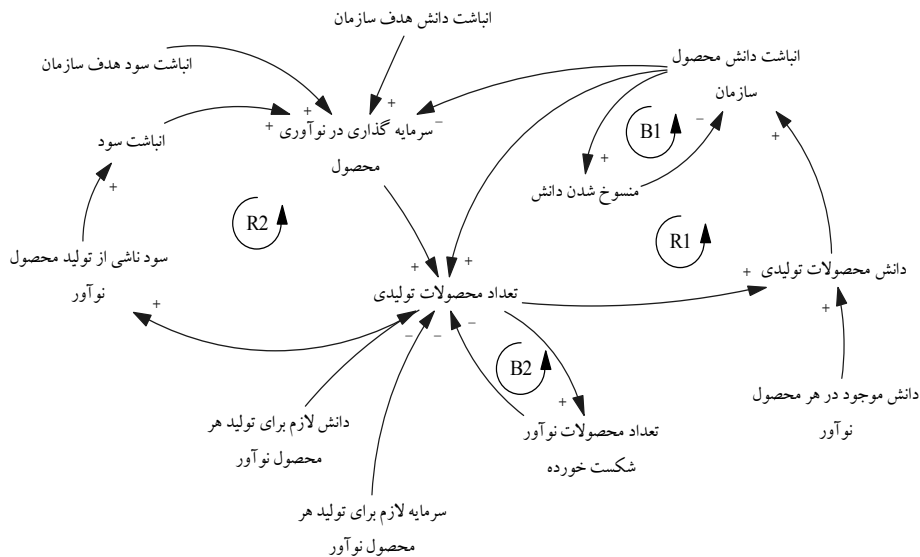 انباشت دانش هدف سازمان
انباشت سود هدف سازمان
انباشت دانش محصول
سازمان
انباشت سود
سرمایه گذاری در نوآوری
محصول
منسوخ شدن دانش
سود ناشی از تولید محصول
نوآور
تعداد محصولات تولیدی
دانش محصولات تولیدی
دانش موجود در هر محصول
نوآور
دانش لازم برای تولید هر
محصول نوآور
تعداد محصولات نوآور
شکست خورده
سرمایه لازم برای تولید هر
محصول نوآور
B1
R2
R1
B2
+
+
+
−
+
−
+
+
+
+
+
+
+
−
−
−
+
+